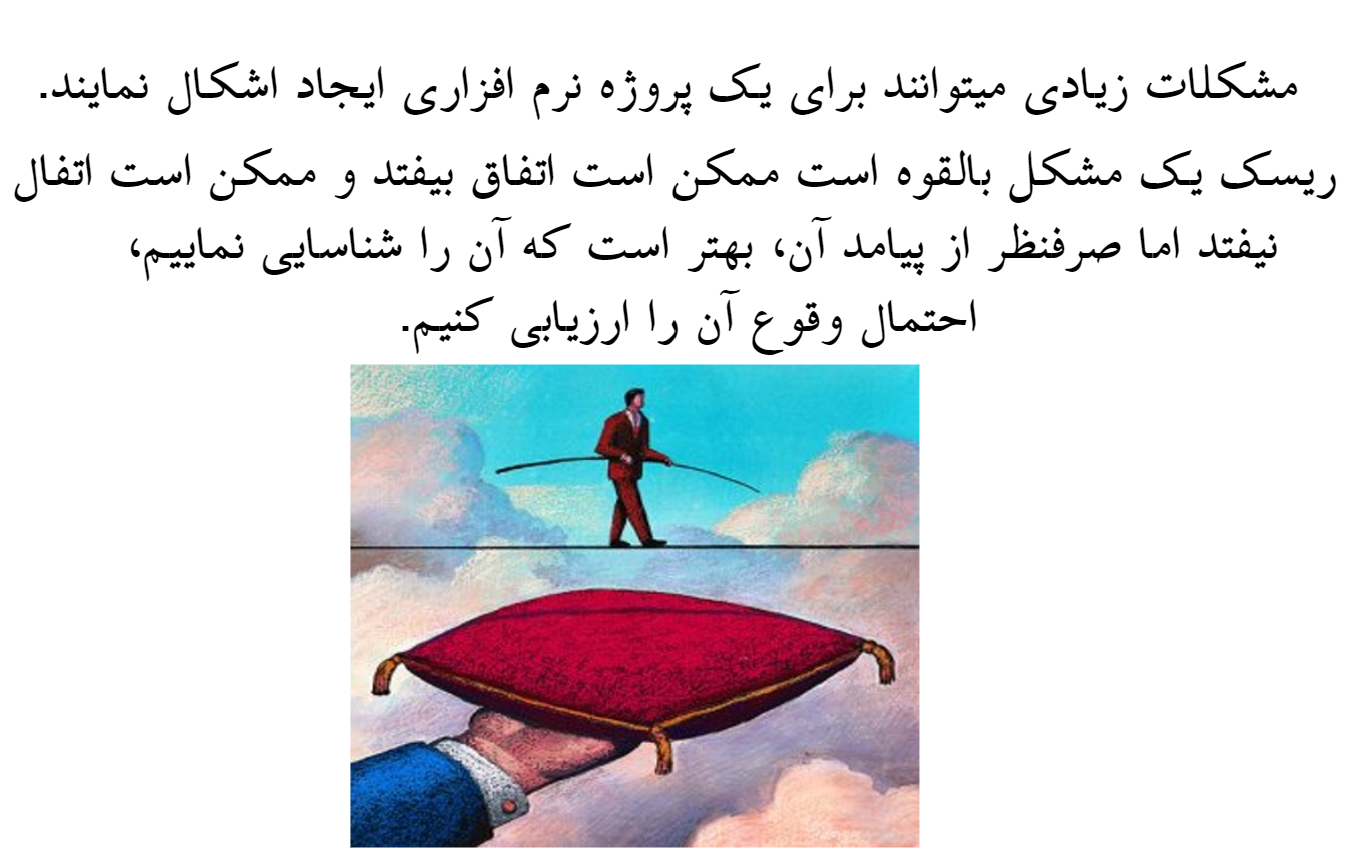 مشکلات زیادی میتوانند برای یک پروژه نرم افزاری ایجاد اشکال نمایند.
ریسک یک مشکل بالقوه است ممکن است اتفاق بیفتد و ممکن است اتفال
نیفتد اما صرفنظر از پیامد آن، بهتر است که آن را شناسایی نماییم،
احتمال وقوع آن را ارزیابی کنیم.